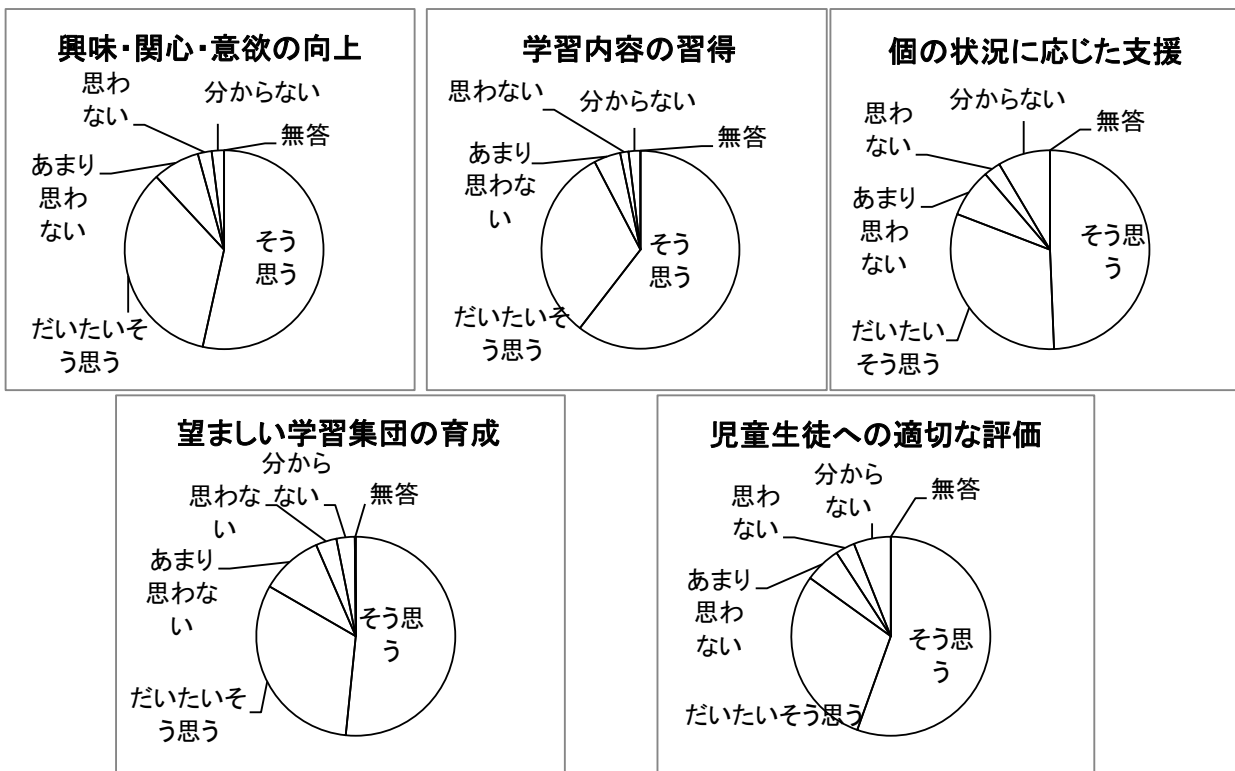 興味・関心・意欲の向上
思わ
ない
分からない
無答
あまり
思わ
ない
そう
思う
だいたいそ
う思う
学習内容の習得
思わない
分からない
無答
あまり
思わな
い
そう
思う
だいたいそ
う思う
個の状況に応じた支援
分からない
思わ
ない
無答
あまり
思わ
ない
そう思
う
だいたい
そう思う
望ましい学習集団の育成
分から
ない
思わな
い
無答
あまり
思わな
い
そう思
う
だいたいそ
う思う
児童生徒への適切な評価
分から
ない
思わ
ない
無答
あまり
思わ
ない
そう思
う
だいたいそう思う